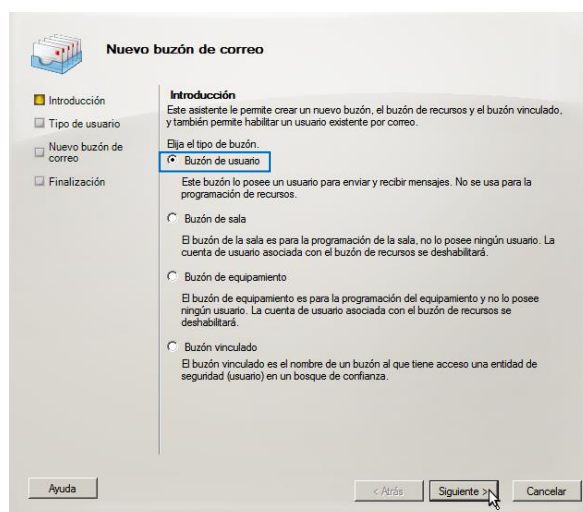 Nuevo buzón de correo
Introducción
Tipo de usuario
Nuevo buzón de
correo
Finalización
Introducción
Este asistente le permite crear un nuevo buzón, el buzón de recursos y el buzón vinculado,
y también permite habilitar un usuario existente por correo.
Elija el tipo de buzón.
Buzón de usuario
Este buzón lo posee un usuario para enviar y recibir mensajes. No se usa para la
programación de recursos.
Buzón de sala
El buzón de la sala es para la programación de la sala, no lo posee ningún usuario. La
cuenta de usuario asociada con el buzón de recursos se deshabilitará.
Buzón de equipamiento
El buzón de equipamiento es para la programación del equipamiento y no lo posee
ningún usuario. La cuenta de usuario asociada con el buzón de recursos se
deshabilitará.
Buzón vinculado
El buzón vinculado es el nombre de un buzón al que tiene acceso una entidad de
seguridad (usuario) en un bosque de confianza.
Ayuda
< Atrás
Siguiente >
Cancelar